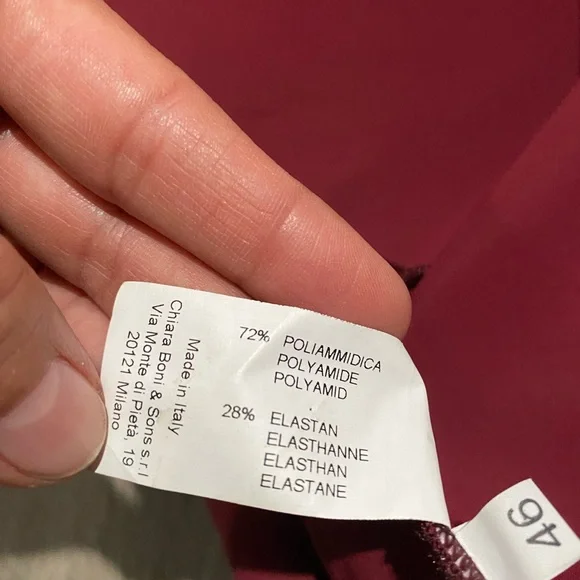 72% POLIAMMIDICA
POLYAMIDE
POLYAMID
28% ELASTAN
ELASTHANNE
ELASTHAN
ELASTANE
Made in Italy
Chiara Boni & Sons s.r.l
Via Monte di Pietà, 19
20121 Milano
46